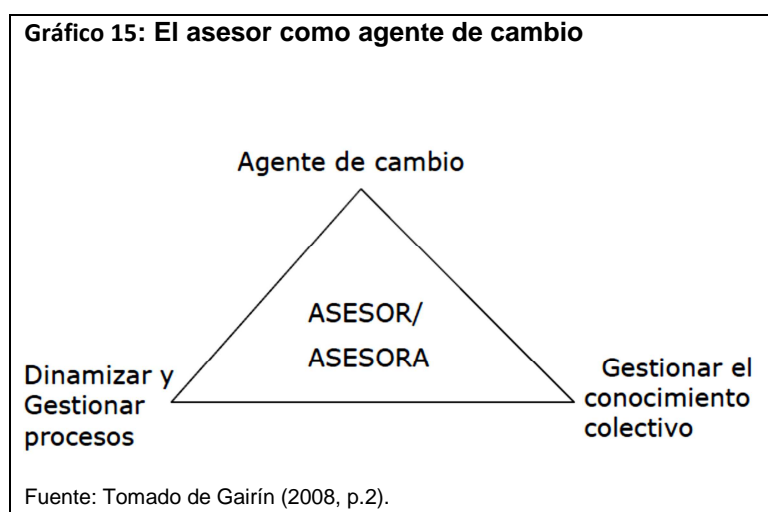 Gráfico 15: El asesor como agente de cambio
Agente de cambio
ASESOR/
ASESORA
Dinamizar y
Gestionar
procesos
Gestionar el
conocimiento
colectivo
Fuente: Tomado de Gairín (2008, p.2).